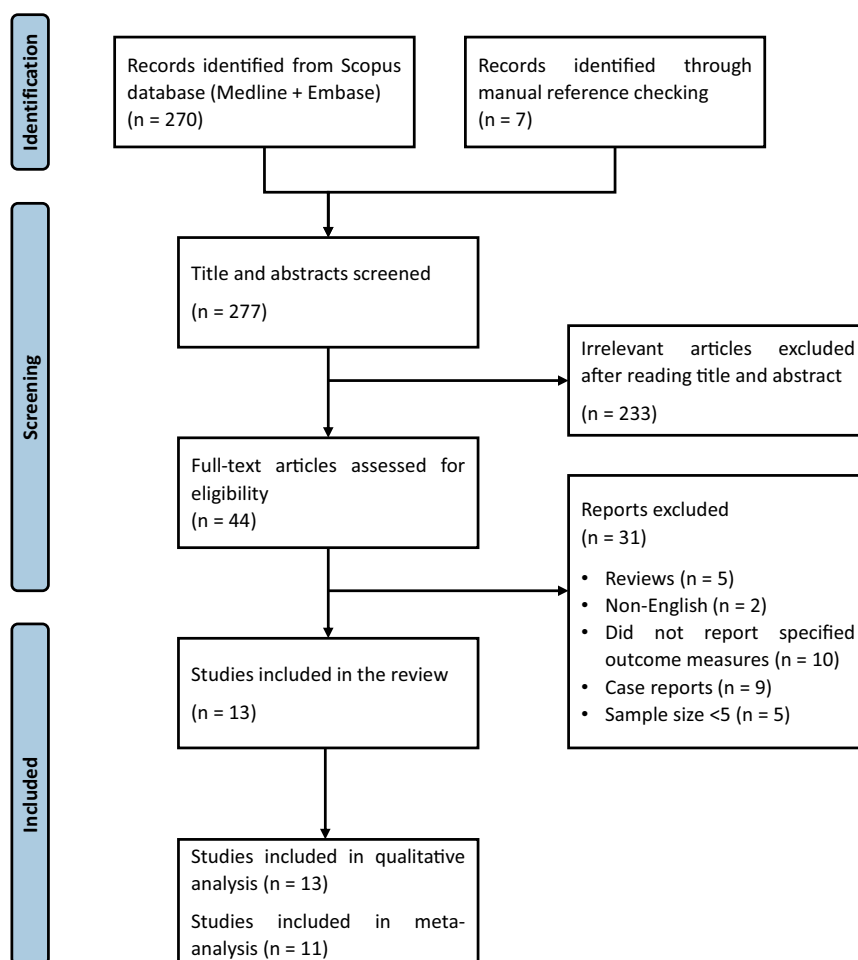 Identification
Records identified from Scopus
database (Medline + Embase)
(n = 270)
Records identified through
manual reference checking
(n = 7)
Screening
Title and abstracts screened
(n = 277)
Irrelevant articles excluded
after reading title and abstract
(n = 233)
Full-text articles assessed for
eligibility
(n = 44)
Reports excluded
(n = 31)
• Reviews (n = 5)
• Non-English (n = 2)
• Did not report specified
outcome measures (n = 10)
• Case reports (n = 9)
• Sample size <5 (n = 5)
Included
Studies included in the review
(n = 13)
Studies included in qualitative
analysis (n = 13)
Studies included in meta-
analysis (n = 11)